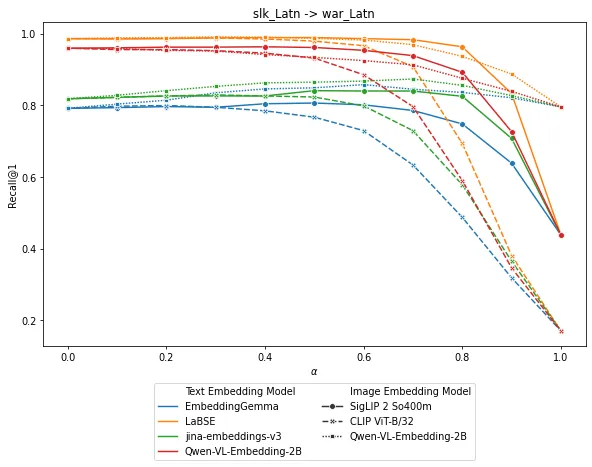 slk_Latn -> war_Latn
Recall@1
1.0
0.8
0.6
0.4
0.2
0.0 0.2 0.4 0.6 0.8 1.0
α
Text Embedding Model Image Embedding Model
EmbeddingGemma SigLIP 2 So400m
LaBSE CLIP ViT-B/32
jina-embeddings-v3 Qwen-VL-Embedding-2B
Qwen-VL-Embedding-2B